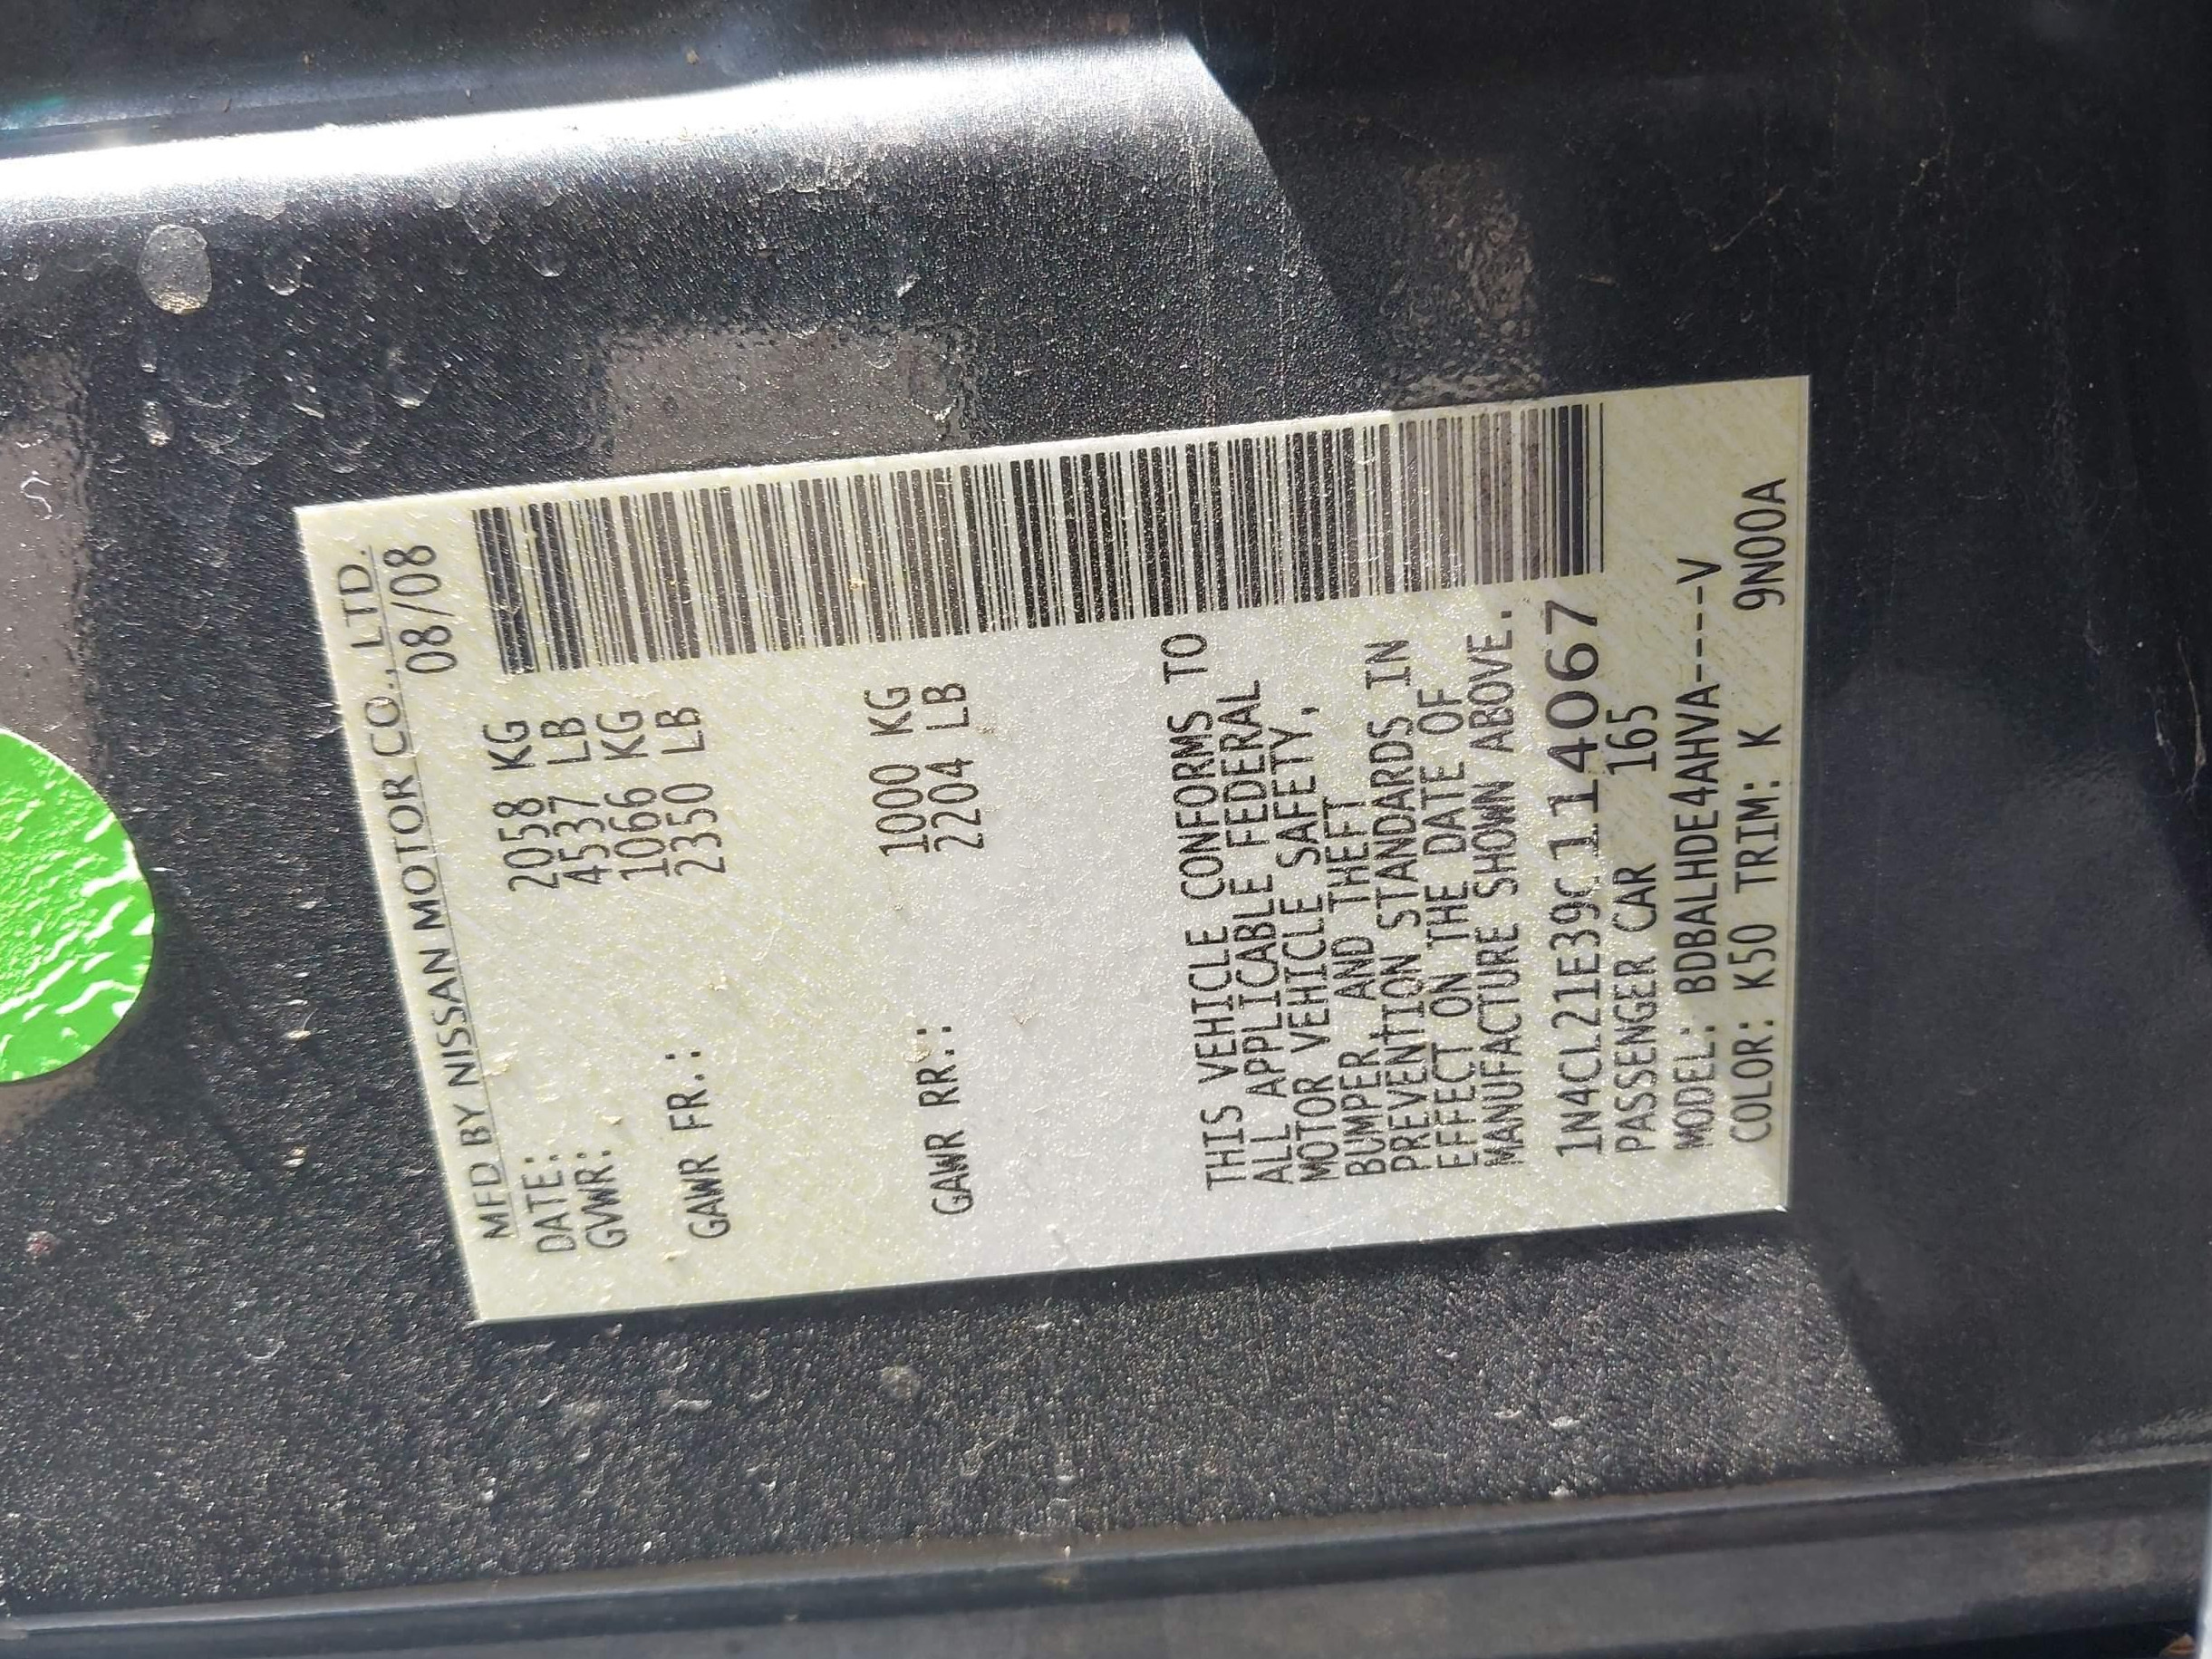 MFD BY NISSAN MOTOR CO., LTD.
DATE: 08/08
GVWR: 2058 KG
4537 LB
GAWR FR.: 1066 KG
2350 LB
GAWR RR.: 1000 KG
2204 LB
THIS VEHICLE CONFORMS TO
ALL APPLICABLE FEDERAL
MOTOR VEHICLE SAFETY,
BUMPER AND THEFT
PREVENTION STANDARDS IN
EFFECT ON THE DATE OF
MANUFACTURE SHOWN ABOVE.
1N4CL21E39C114067
PASSENGER CAR 165
MODEL: BDBALHDE4AHVA-----V
COLOR: K50 TRIM: K 9N00A